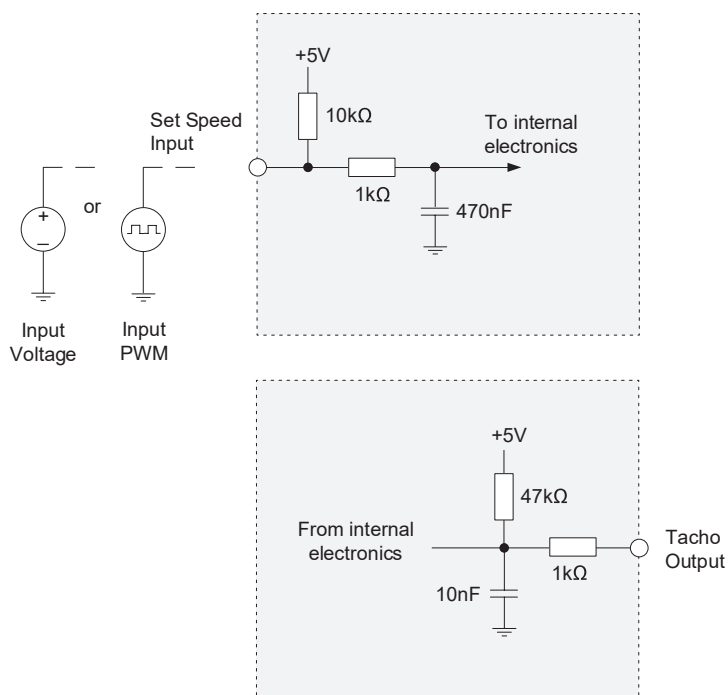 +5V
Set Speed
Input
10kΩ
To internal
electronics
1kΩ
470nF
+
or
−
Input
Voltage
Input
PWM
+5V
47kΩ
From internal
electronics
1kΩ
Tacho
Output
10nF